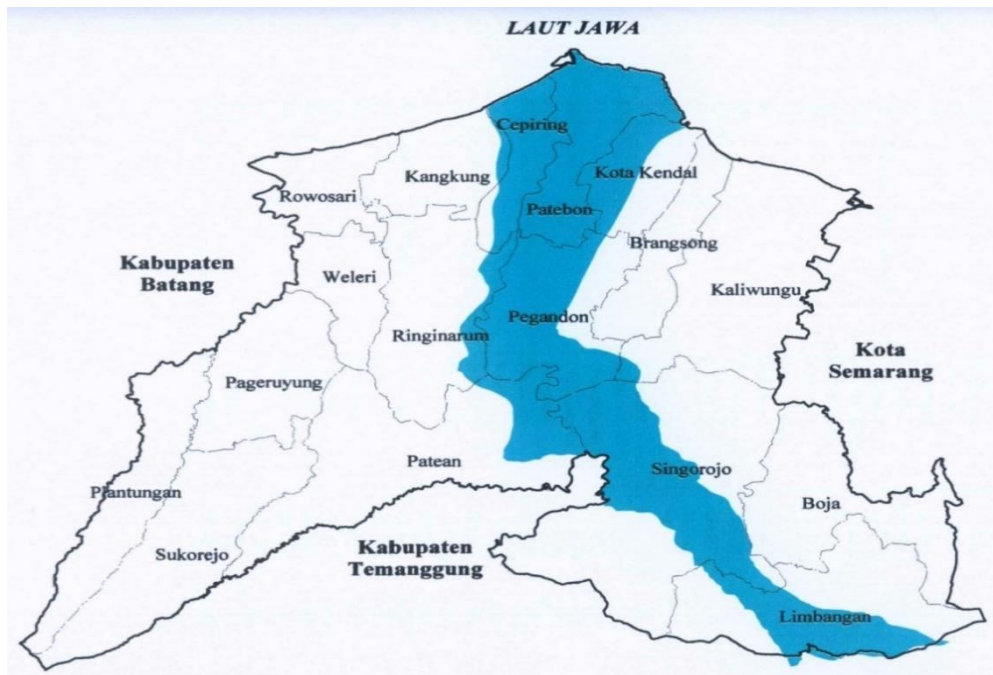 LAUT JAWA
Cepiring
Kangkung
Kota Kendal
Rowosari
Patebon
Brangsong
Kabupaten
Batang
Weleri
Kaliwungu
Pegandon
Ringinarum
Kota
Semarang
Pageruyung
Patean
Singorojo
Plantungan
Boja
Sukorejo
Kabupaten
Temanggung
Limbangan